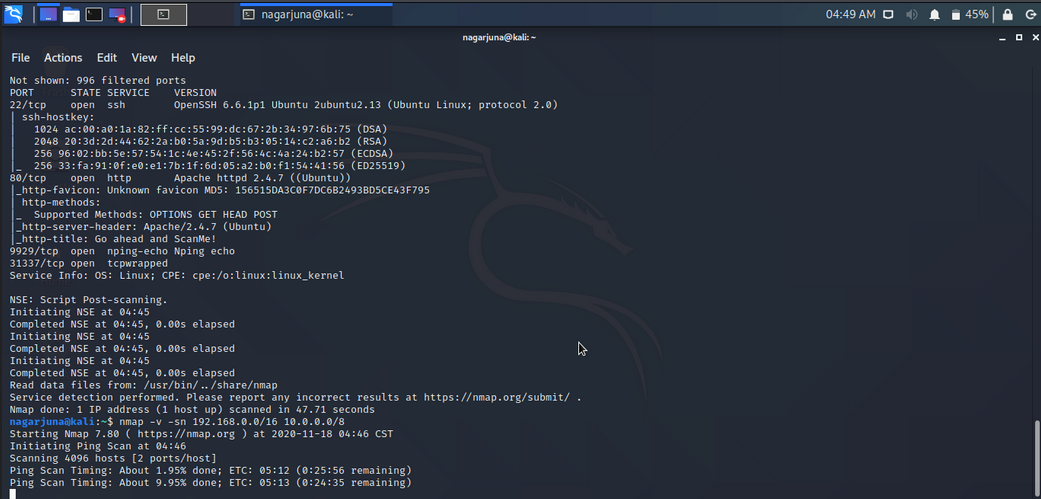 nagarjuna@kali: ~
04:49 AM
45%
nagarjuna@kali: ~
File Actions Edit View Help
Not shown: 996 filtered ports
PORT      STATE SERVICE    VERSION
22/tcp    open  ssh        OpenSSH 6.6.1p1 Ubuntu 2ubuntu2.13 (Ubuntu Linux; protocol 2.0)
| ssh-hostkey:
|   1024 ac:00:a0:1a:82:ff:cc:55:99:dc:67:2b:34:97:6b:75 (DSA)
|   2048 20:3d:2d:44:62:2a:b0:5a:9d:b5:b3:05:14:c2:a6:b2 (RSA)
|   256 96:02:bb:5e:57:54:1c:4e:45:2f:56:4c:4a:24:b2:57 (ECDSA)
|_  256 33:fa:91:0f:e0:e1:7b:1f:6d:05:a2:b0:f1:54:41:56 (ED25519)
80/tcp    open  http       Apache httpd 2.4.7 ((Ubuntu))
|_http-favicon: Unknown favicon MD5: 156515DA3C0F7DC6B2493BD5CE43F795
| http-methods:
|_  Supported Methods: OPTIONS GET HEAD POST
|_http-server-header: Apache/2.4.7 (Ubuntu)
|_http-title: Go ahead and ScanMe!
9929/tcp  open  nping-echo Nping echo
31337/tcp open  tcpwrapped
Service Info: OS: Linux; CPE: cpe:/o:linux:linux_kernel
NSE: Script Post-scanning.
Initiating NSE at 04:45
Completed NSE at 04:45, 0.00s elapsed
Initiating NSE at 04:45
Completed NSE at 04:45, 0.00s elapsed
Initiating NSE at 04:45
Completed NSE at 04:45, 0.00s elapsed
Read data files from: /usr/bin/../share/nmap
Service detection performed. Please report any incorrect results at https://nmap.org/submit/ .
Nmap done: 1 IP address (1 host up) scanned in 47.71 seconds
nagarjuna@kali:~$ nmap -v -sn 192.168.0.0/16 10.0.0.0/8
Starting Nmap 7.80 ( https://nmap.org ) at 2020-11-18 04:46 CST
Initiating Ping Scan at 04:46
Scanning 4096 hosts [2 ports/host]
Ping Scan Timing: About 1.95% done; ETC: 05:12 (0:25:56 remaining)
Ping Scan Timing: About 9.95% done; ETC: 05:13 (0:24:35 remaining)